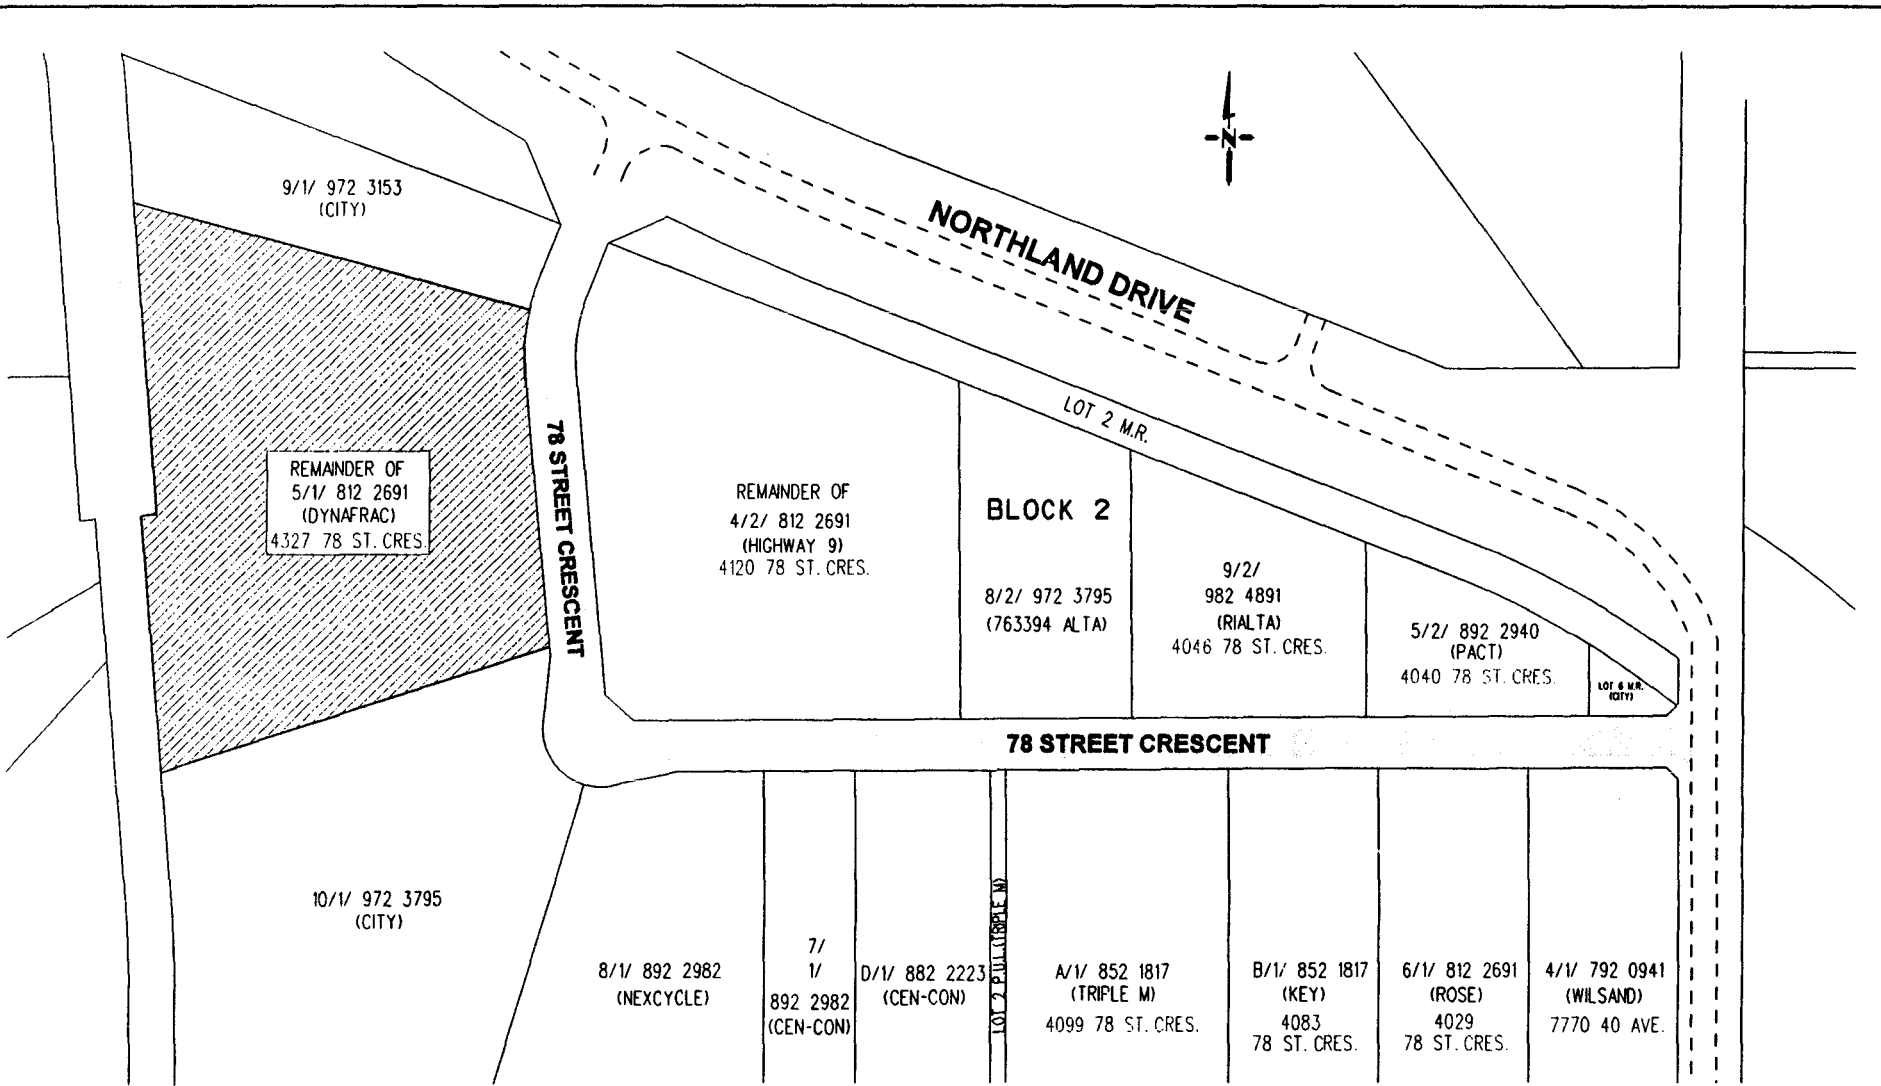 9/1/ 972 3153
(CITY)
N
NORTHLAND DRIVE
LOT 2 M.R.
78 STREET CRESCENT
REMAINDER OF
5/1/ 812 2691
(DYNAFRAC)
4327 78 ST. CRES.
REMAINDER OF
4/2/ 812 2691
(HIGHWAY 9)
4120 78 ST. CRES.
BLOCK 2
8/2/ 972 3795
(763394 ALTA)
9/2/
982 4891
(RIALTA)
4046 78 ST. CRES.
5/2/ 892 2940
(PACT)
4040 78 ST. CRES.
LOT 6 M.R.
(CITY)
78 STREET CRESCENT
10/1/ 972 3795
(CITY)
8/1/ 892 2982
(NEXCYCLE)
7/
1/
892 2982
(CEN-CON)
D/1/ 882 2223
(CEN-CON)
LOT 2 P.U.L. (TRIPLE M)
A/1/ 852 1817
(TRIPLE M)
4099 78 ST. CRES.
B/1/ 852 1817
(KEY)
4083
78 ST. CRES.
6/1/ 812 2691
(ROSE)
4029
78 ST. CRES.
4/1/ 792 0941
(WILSAND)
7770 40 AVE.